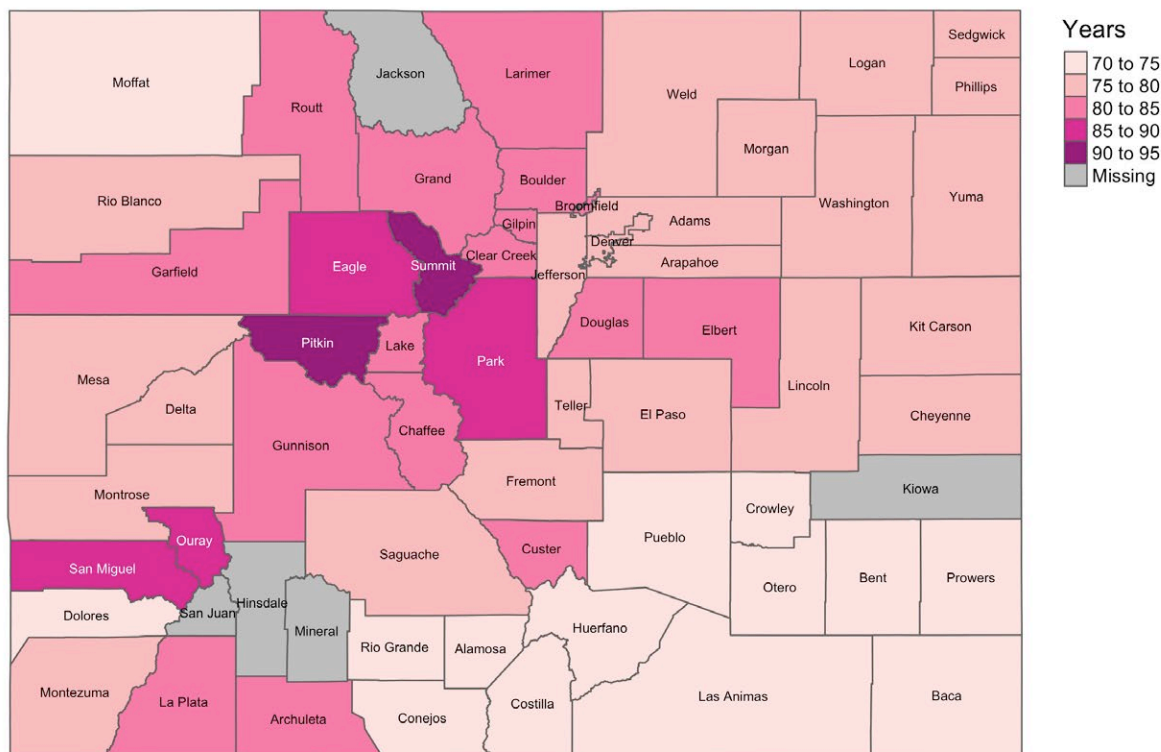 Years
70 to 75
75 to 80
80 to 85
85 to 90
90 to 95
Missing
Moffat
Routt
Jackson
Larimer
Weld
Logan
Sedgwick
Phillips
Morgan
Rio Blanco
Grand
Boulder
Washington
Yuma
Broomfield
Gilpin
Adams
Denver
Garfield
Eagle
Summit
Clear Creek
Jefferson
Arapahoe
Douglas
Elbert
Kit Carson
Pitkin
Lake
Park
Lincoln
Mesa
Delta
Teller
El Paso
Cheyenne
Gunnison
Chaffee
Fremont
Kiowa
Montrose
Crowley
Ouray
Saguache
Custer
Pueblo
San Miguel
Otero
Bent
Prowers
Dolores
San Juan
Hinsdale
Mineral
Rio Grande
Alamosa
Huerfano
Montezuma
La Plata
Archuleta
Conejos
Costilla
Las Animas
Baca